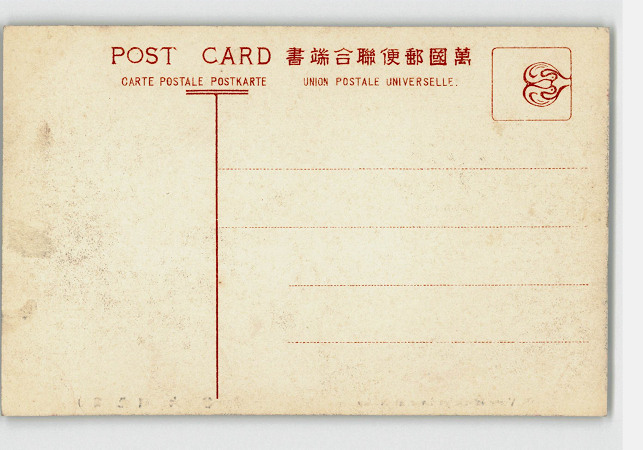 POST CARD 書端合聯便郵國萬
CARTE POSTALE POSTKARTE UNION POSTALE UNIVERSELLE.